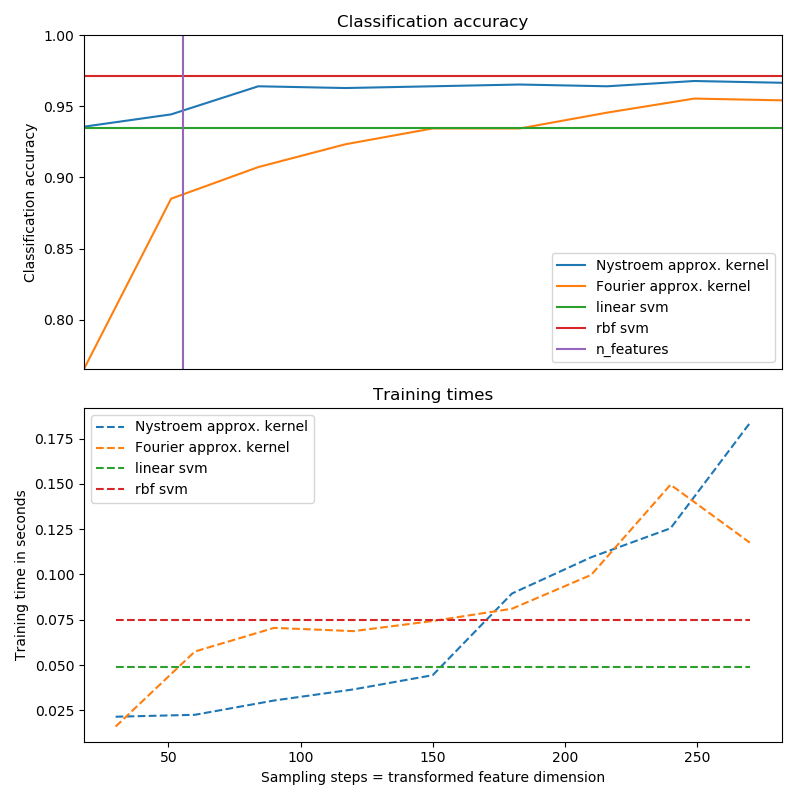 Classification accuracy
1.00
0.95
0.90
0.85
0.80
Classification accuracy
Nystroem approx. kernel
Fourier approx. kernel
linear svm
rbf svm
n_features
Training times
0.175
0.150
0.125
0.100
0.075
0.050
0.025
Training time in seconds
Nystroem approx. kernel
Fourier approx. kernel
linear svm
rbf svm
50 100 150 200 250
Sampling steps = transformed feature dimension